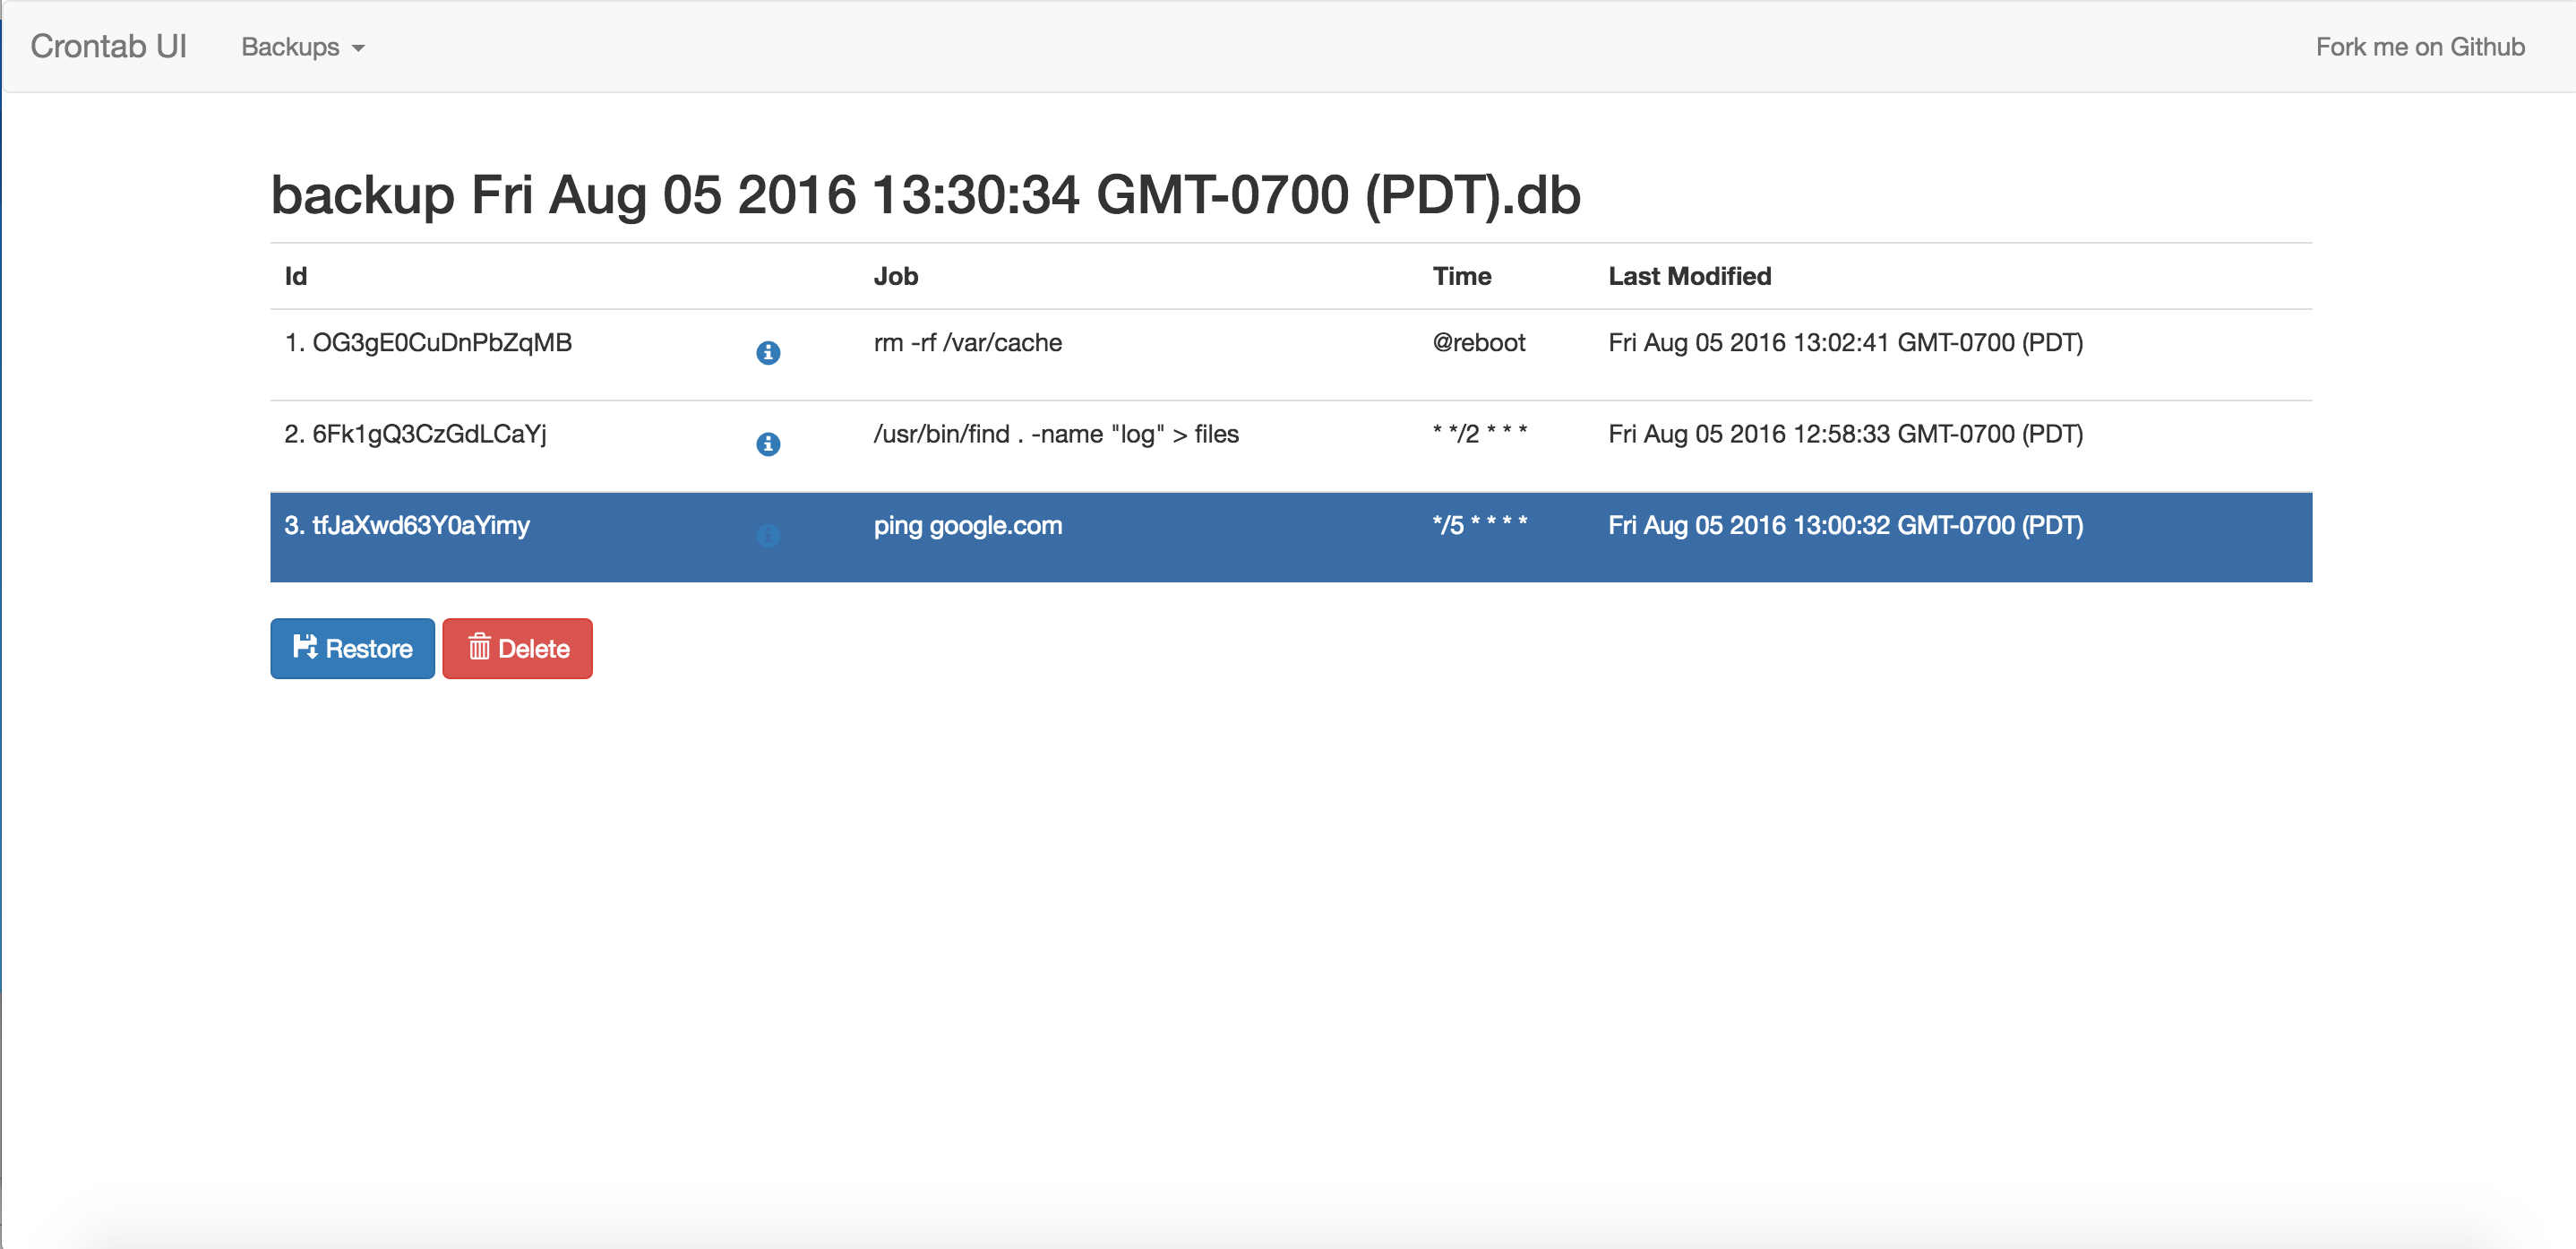 Crontab UI Backups Fork me on Github
backup Fri Aug 05 2016 13:30:34 GMT-0700 (PDT).db
Id Job Time Last Modified
1. OG3gE0CuDnPbZqMB rm -rf /var/cache @reboot Fri Aug 05 2016 13:02:41 GMT-0700 (PDT)
2. 6Fk1gQ3CzGdLCaYj /usr/bin/find . -name "log" > files * */2 * * * Fri Aug 05 2016 12:58:33 GMT-0700 (PDT)
3. tfJaXwd63Y0aYimy ping google.com */5 * * * * Fri Aug 05 2016 13:00:32 GMT-0700 (PDT)
Restore Delete